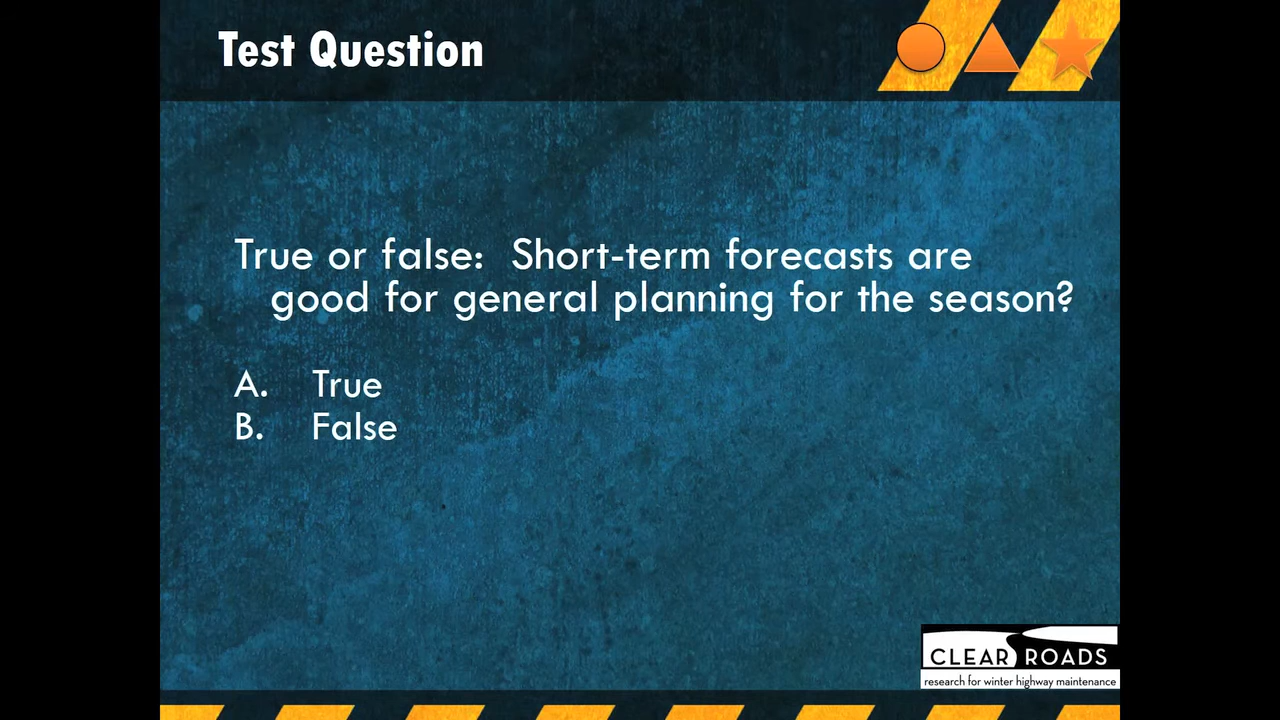 Test Question
True or false:  Short-term forecasts are
good for general planning for the season?
A. True
B. False
CLEAR ROADS
research for winter highway maintenance